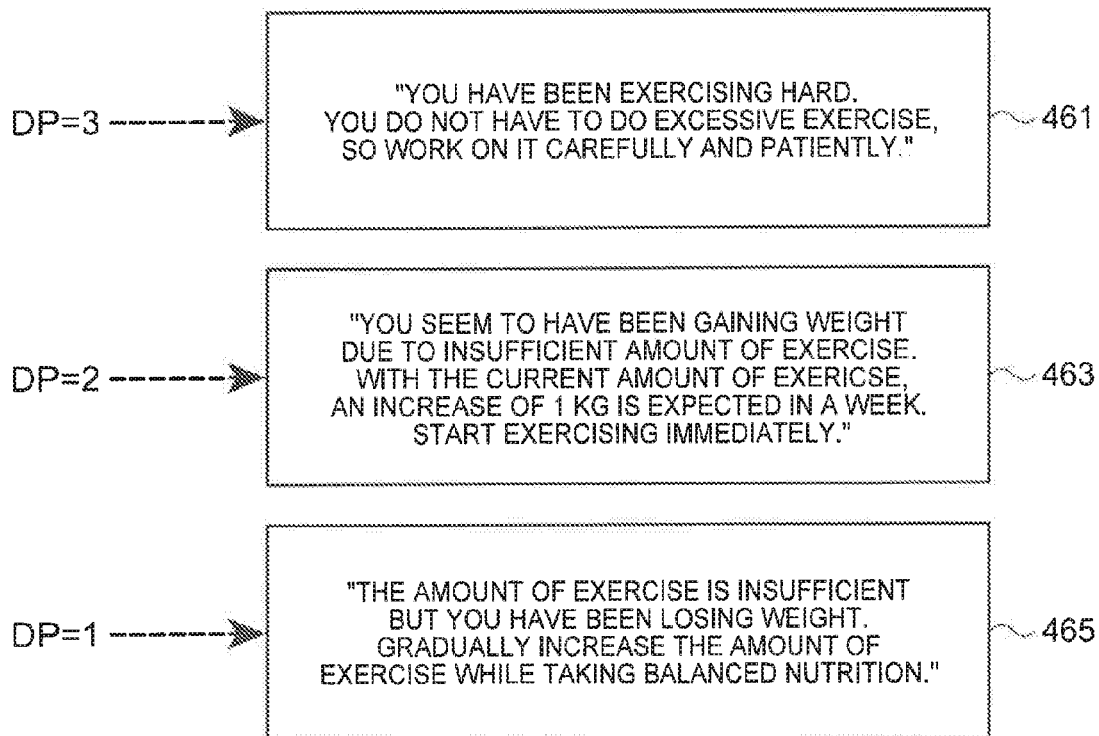 "YOU HAVE BEEN EXERCISING HARD.
DP=3
YOU DO NOT HAVE TO DO EXCESSIVE EXERCISE,
461
SO WORK ON IT CAREFULLY AND PATIENTLY."
"YOU SEEM TO HAVE BEEN GAINING WEIGHT
DUE TO INSUFFICIENT AMOUNT OF EXERCISE.
DP=2
WITH THE CURRENT AMOUNT OF EXERICSE,
463
AN INCREASE OF 1 KG IS EXPECTED IN A WEEK.
START EXERCISING IMMEDIATELY."
"THE AMOUNT OF EXERCISE IS INSUFFICIENT
BUT YOU HAVE BEEN LOSING WEIGHT.
DP=1
GRADUALLY INCREASE THE AMOUNT OF
465
EXERCISE WHILE TAKING BALANCED NUTRITION."